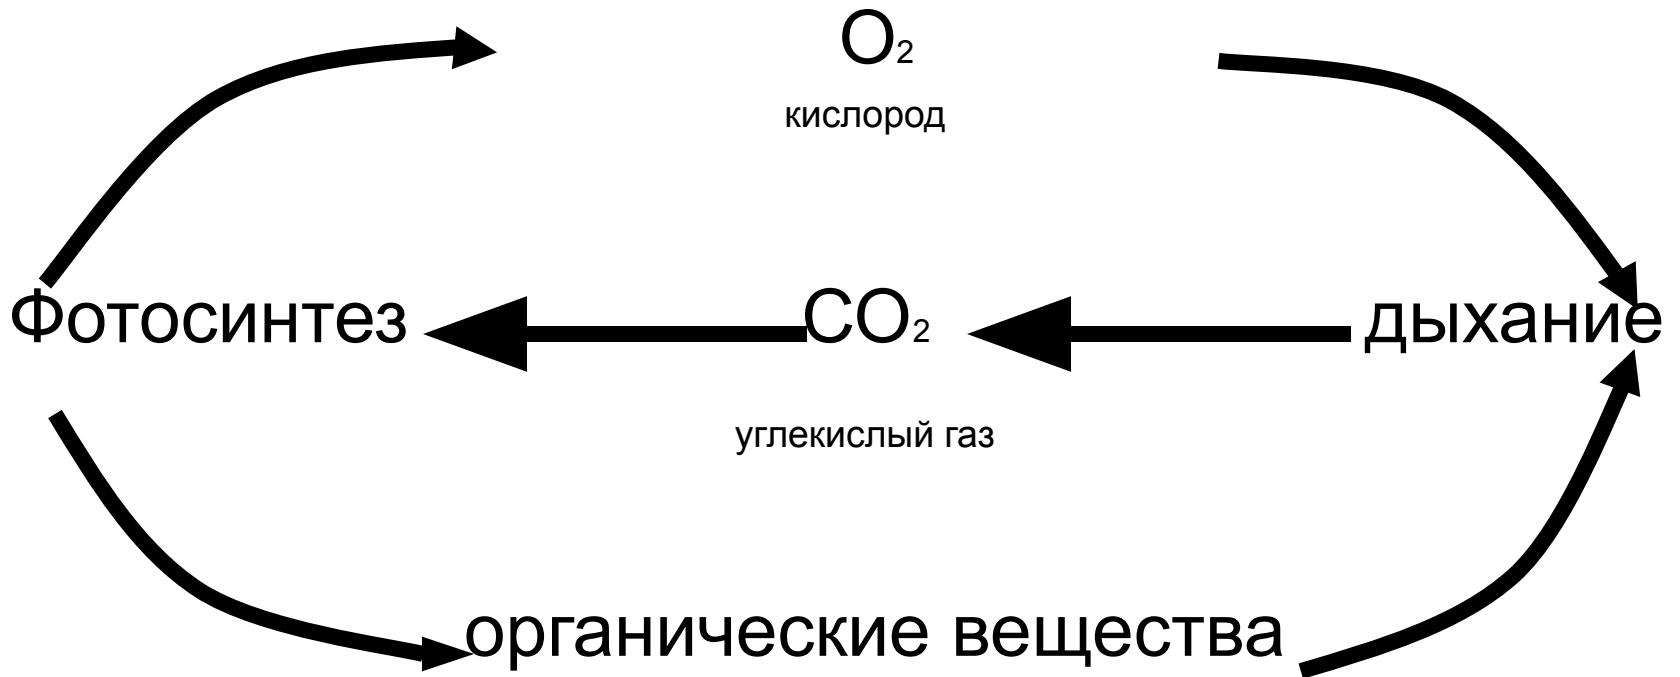 O₂
кислород
Фотосинтез CO₂ дыхание
углекислый газ
органические вещества